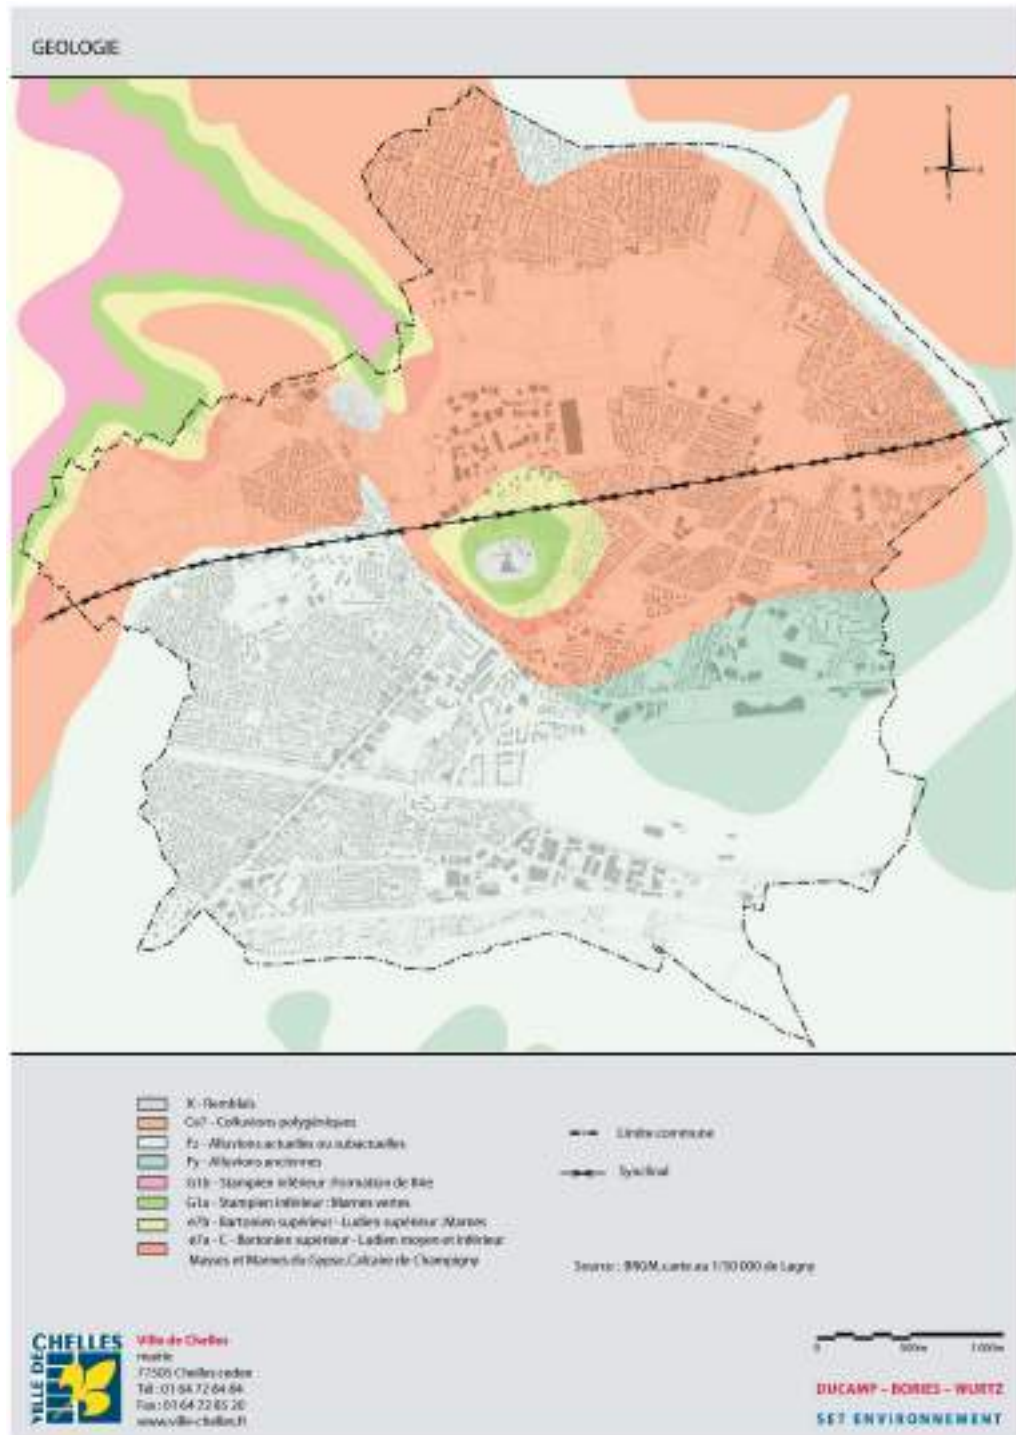 GEOLOGIE
X - Remblais
Co? - Colluvions polygéniques
Fz - Alluvions actuelles ou subactuelles
Fy - Alluvions anciennes
G1b - Stampien inférieur : Formation de Brie
G1a - Stampien inférieur : Marnes vertes
e7b - Bartonien supérieur - Ludien supérieur : Marnes
e7a - C - Bartonien supérieur - Ludien moyen et inférieur
Masses et Marnes du Gypse, Calcaire de Champigny
Limite commune
Synclinal
Source : BRGM, carte au 1/50 000 de Lagny
VILLE DE CHELLES
Ville de Chelles
mairie
77505 Chelles cedex
Tél : 01 64 72 84 84
Fax : 01 64 72 85 20
www.ville-chelles.fr
0 500m 1 000m
DUCAMP - BORIES - WURTZ
SET ENVIRONNEMENT